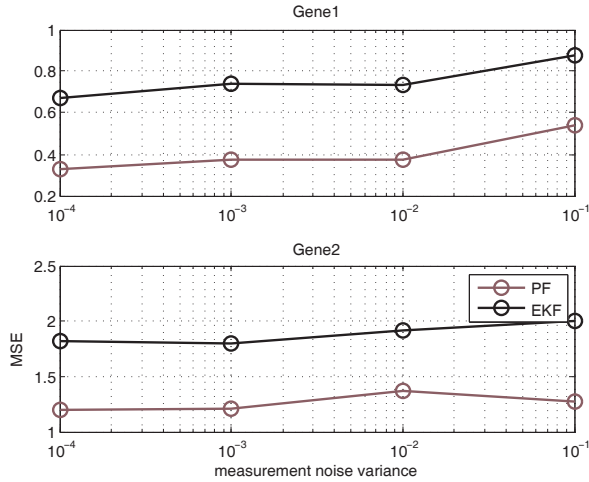 Gene1
1
0.8
0.6
0.4
0.2
10⁻⁴ 10⁻³ 10⁻² 10⁻¹
Gene2
2.5
2
1.5
1
MSE
PF
EKF
10⁻⁴ 10⁻³ 10⁻² 10⁻¹
measurement noise variance